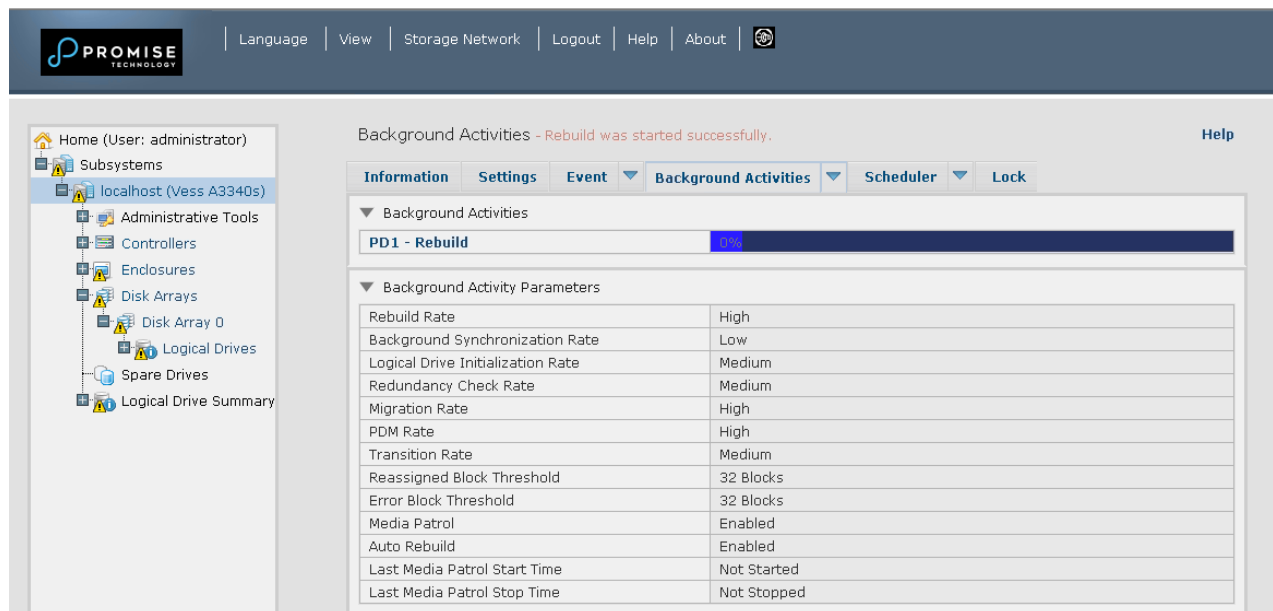 PROMISE
TECHNOLOGY
Language View Storage Network Logout Help About
Home (User: administrator)
Subsystems
localhost (Vess A3340s)
Administrative Tools
Controllers
Enclosures
Disk Arrays
Disk Array 0
Logical Drives
Spare Drives
Logical Drive Summary
Background Activities - Rebuild was started successfully. Help
Information Settings Event Background Activities Scheduler Lock
Background Activities
PD1 - Rebuild 0%
Background Activity Parameters
Rebuild Rate High
Background Synchronization Rate Low
Logical Drive Initialization Rate Medium
Redundancy Check Rate Medium
Migration Rate High
PDM Rate High
Transition Rate Medium
Reassigned Block Threshold 32 Blocks
Error Block Threshold 32 Blocks
Media Patrol Enabled
Auto Rebuild Enabled
Last Media Patrol Start Time Not Started
Last Media Patrol Stop Time Not Stopped